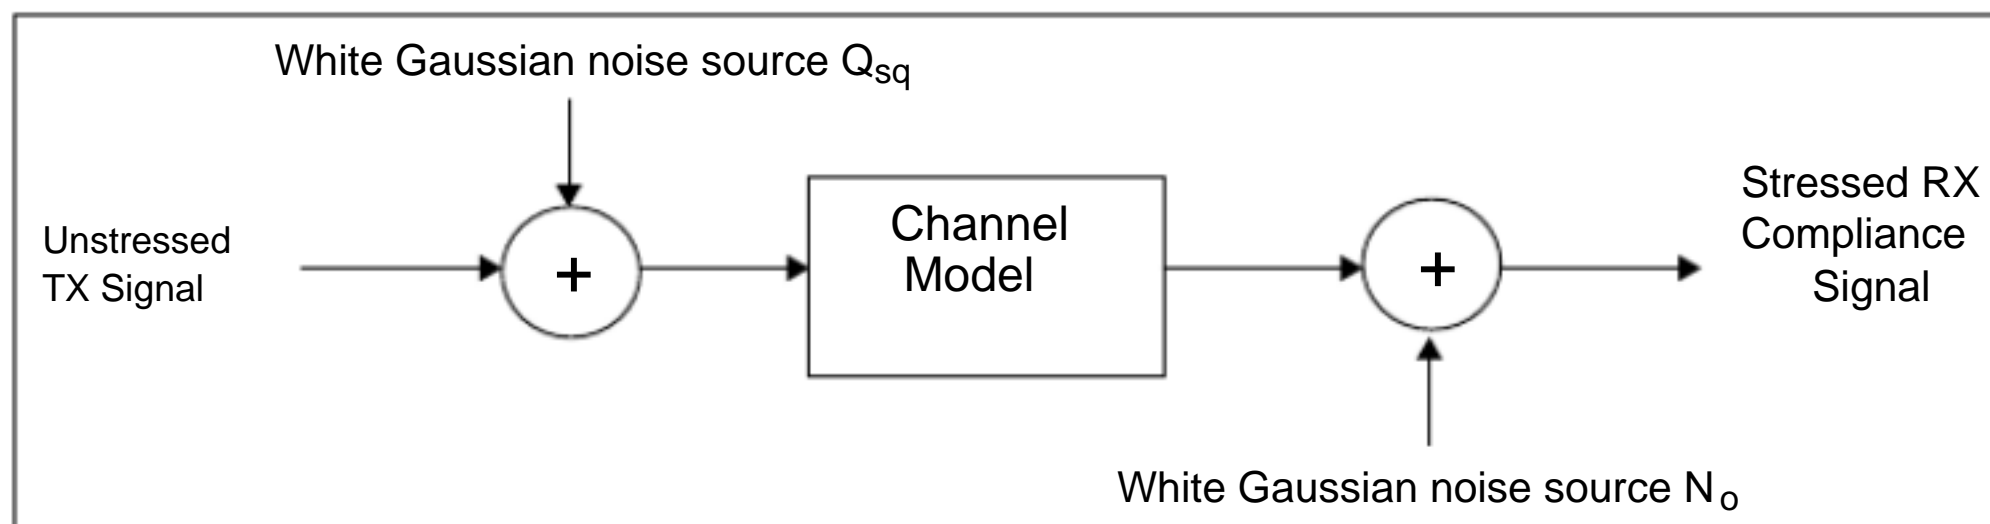 White Gaussian noise source Qsq
Unstressed
TX Signal
+
Channel
Model
+
Stressed RX
Compliance
Signal
White Gaussian noise source No